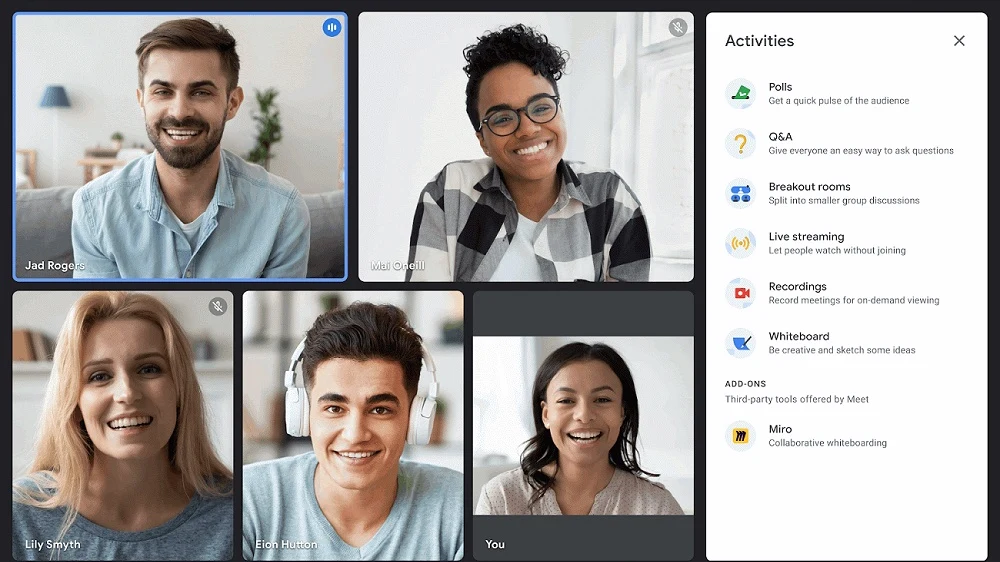 Jad Rogers
Mai Oneill
Lily Smyth
Eion Hutton
You
Activities
Polls
Get a quick pulse of the audience
Q&A
Give everyone an easy way to ask questions
Breakout rooms
Split into smaller group discussions
Live streaming
Let people watch without joining
Recordings
Record meetings for on-demand viewing
Whiteboard
Be creative and sketch some ideas
ADD-ONS
Third-party tools offered by Meet
Miro
Collaborative whiteboarding